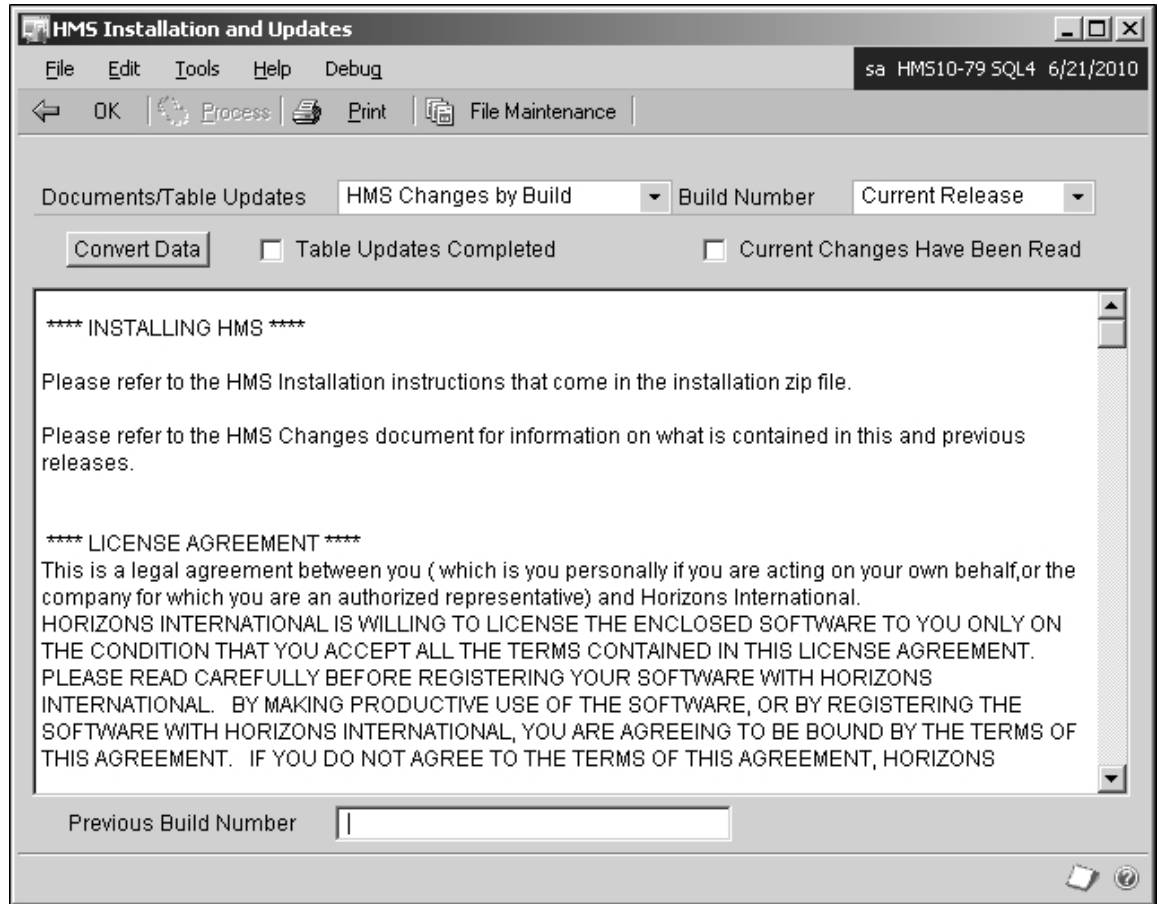 HMS Installation and Updates
File Edit Tools Help Debug sa HMS10-79 SQL4 6/21/2010
OK Process Print File Maintenance
Documents/Table Updates HMS Changes by Build Build Number Current Release
Convert Data Table Updates Completed Current Changes Have Been Read
**** INSTALLING HMS ****
Please refer to the HMS Installation instructions that come in the installation zip file.
Please refer to the HMS Changes document for information on what is contained in this and previous
releases.
**** LICENSE AGREEMENT ****
This is a legal agreement between you ( which is you personally if you are acting on your own behalf,or the
company for which you are an authorized representative) and Horizons International.
HORIZONS INTERNATIONAL IS WILLING TO LICENSE THE ENCLOSED SOFTWARE TO YOU ONLY ON
THE CONDITION THAT YOU ACCEPT ALL THE TERMS CONTAINED IN THIS LICENSE AGREEMENT.
PLEASE READ CAREFULLY BEFORE REGISTERING YOUR SOFTWARE WITH HORIZONS
INTERNATIONAL. BY MAKING PRODUCTIVE USE OF THE SOFTWARE, OR BY REGISTERING THE
SOFTWARE WITH HORIZONS INTERNATIONAL, YOU ARE AGREEING TO BE BOUND BY THE TERMS OF
THIS AGREEMENT. IF YOU DO NOT AGREE TO THE TERMS OF THIS AGREEMENT, HORIZONS
Previous Build Number